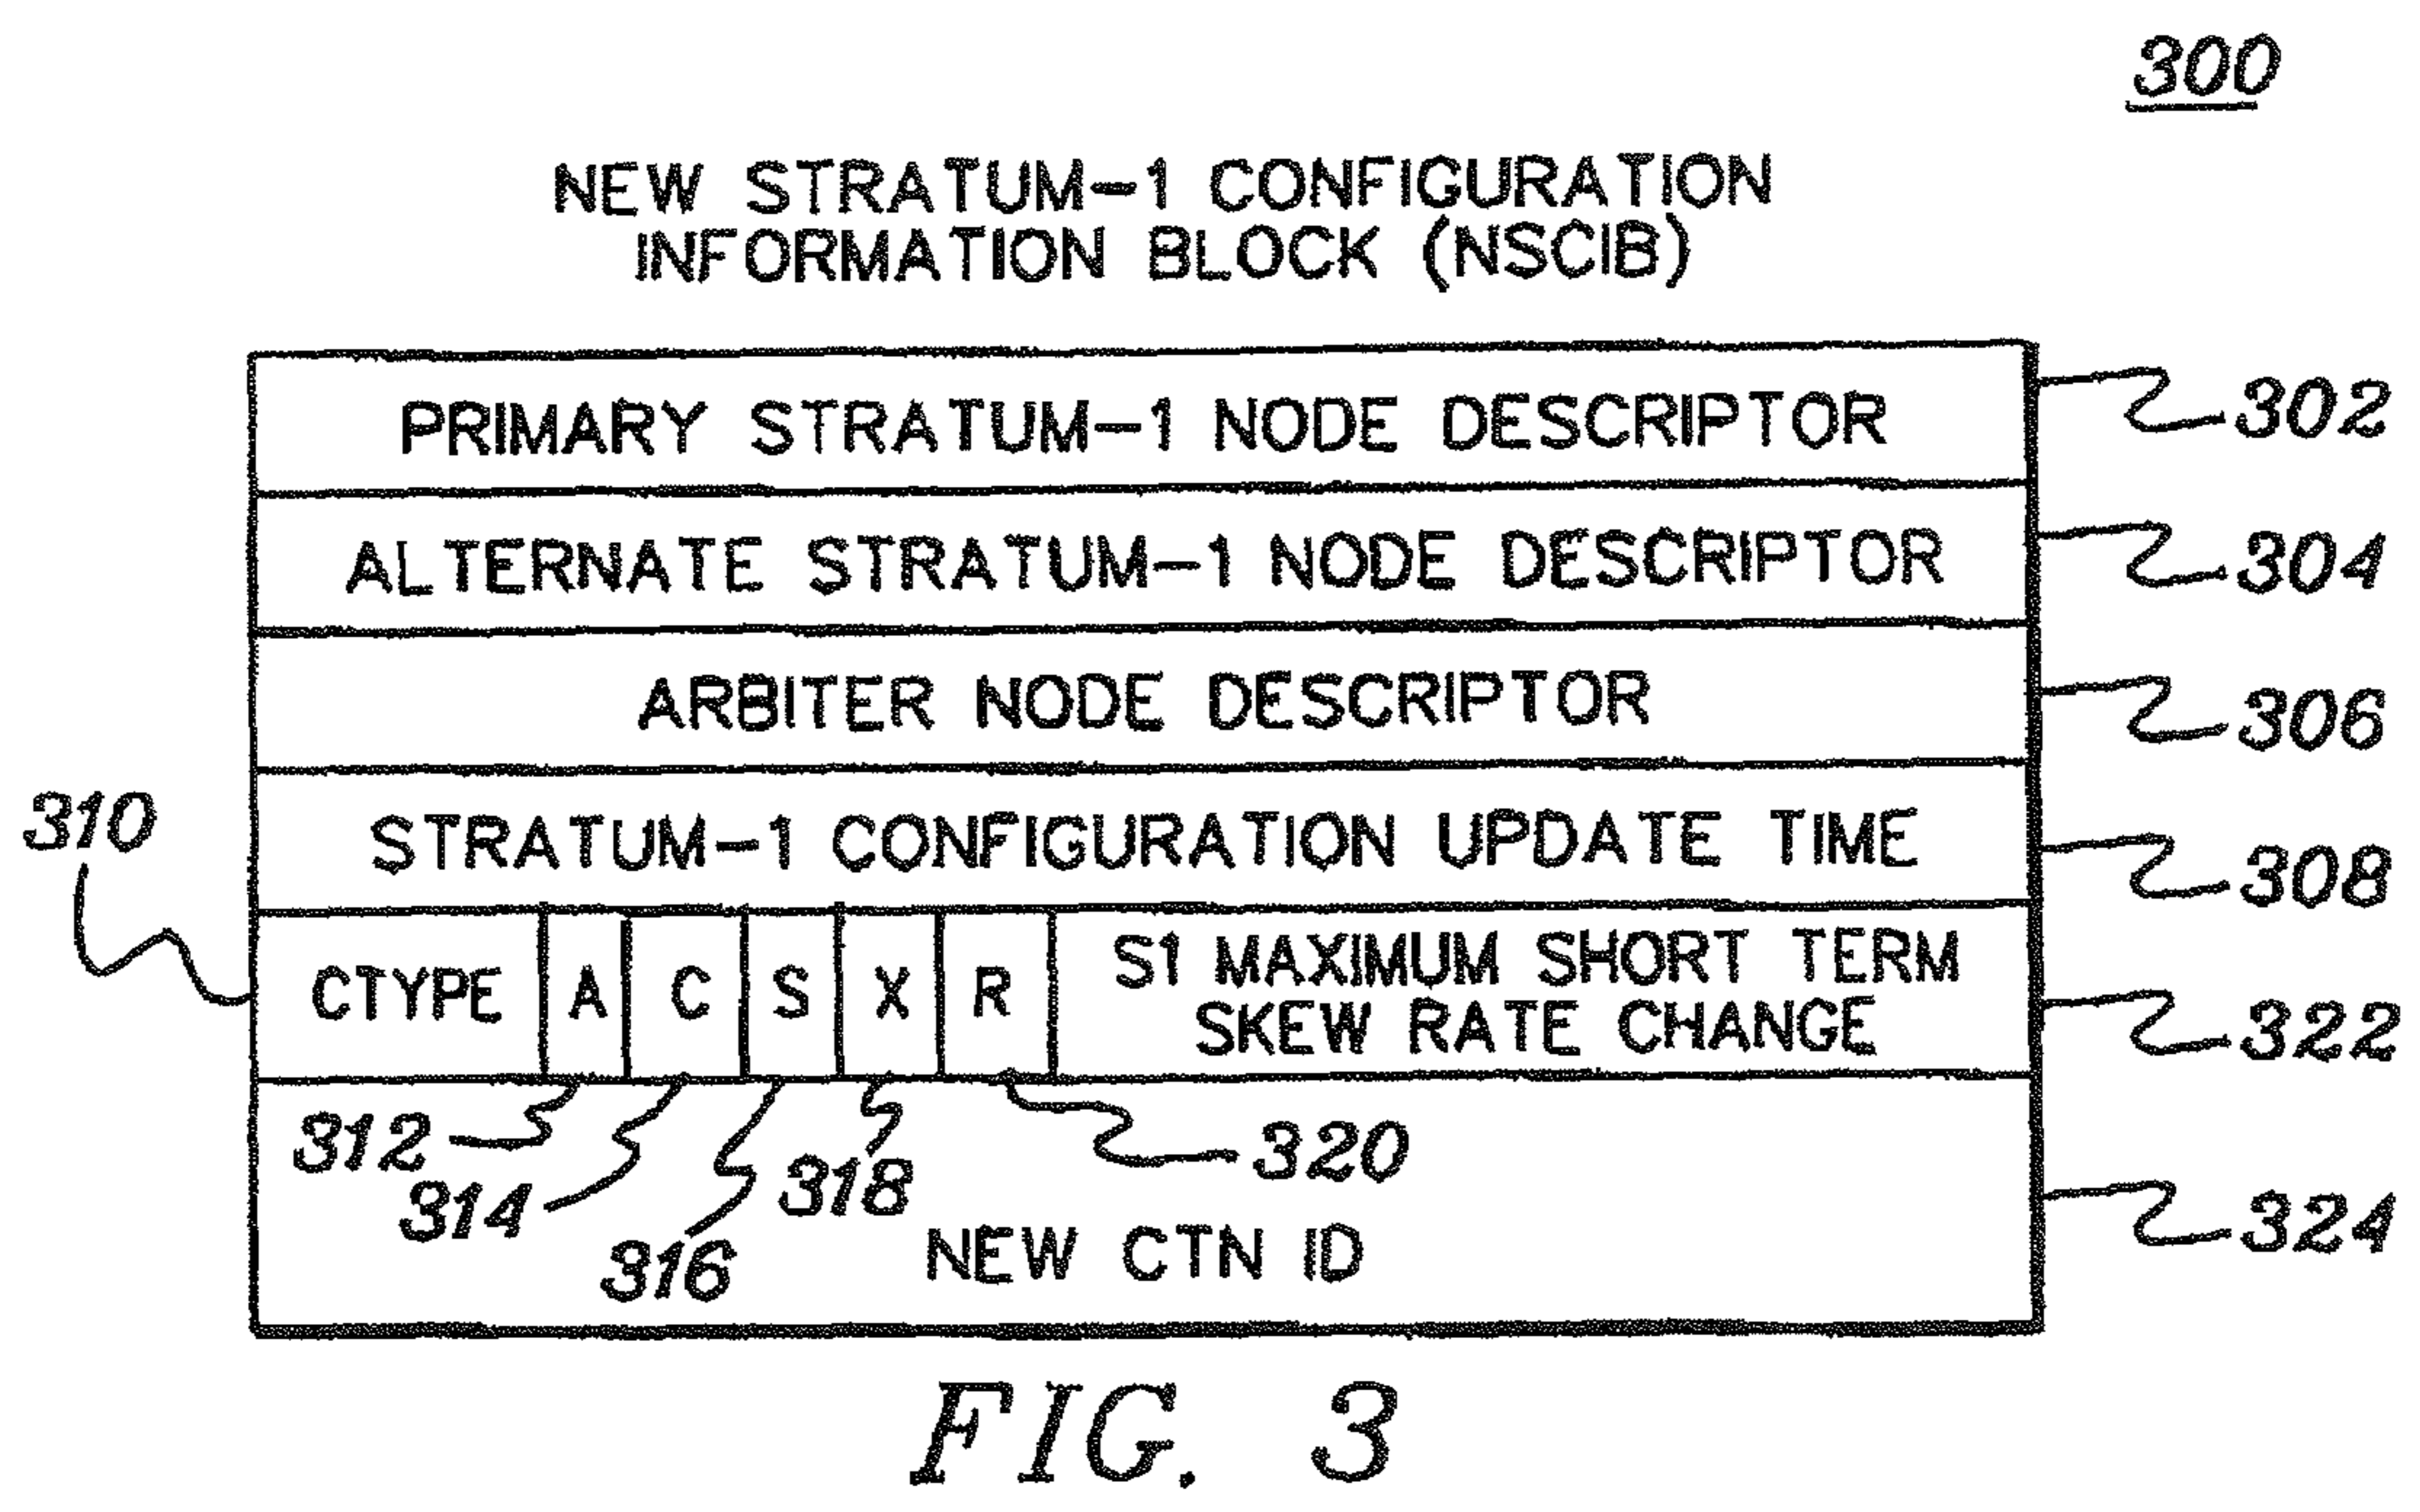 300
NEW STRATUM-1 CONFIGURATION
INFORMATION BLOCK (NSCIB)
PRIMARY STRATUM-1 NODE DESCRIPTOR
302
ALTERNATE STRATUM-1 NODE DESCRIPTOR
304
ARBITER NODE DESCRIPTOR
306
310
STRATUM-1 CONFIGURATION UPDATE TIME
308
CTYPE A C S X R
S1 MAXIMUM SHORT TERM
SKEW RATE CHANGE
322
312
314
316
318
320
NEW CTN ID
324
FIG. 3